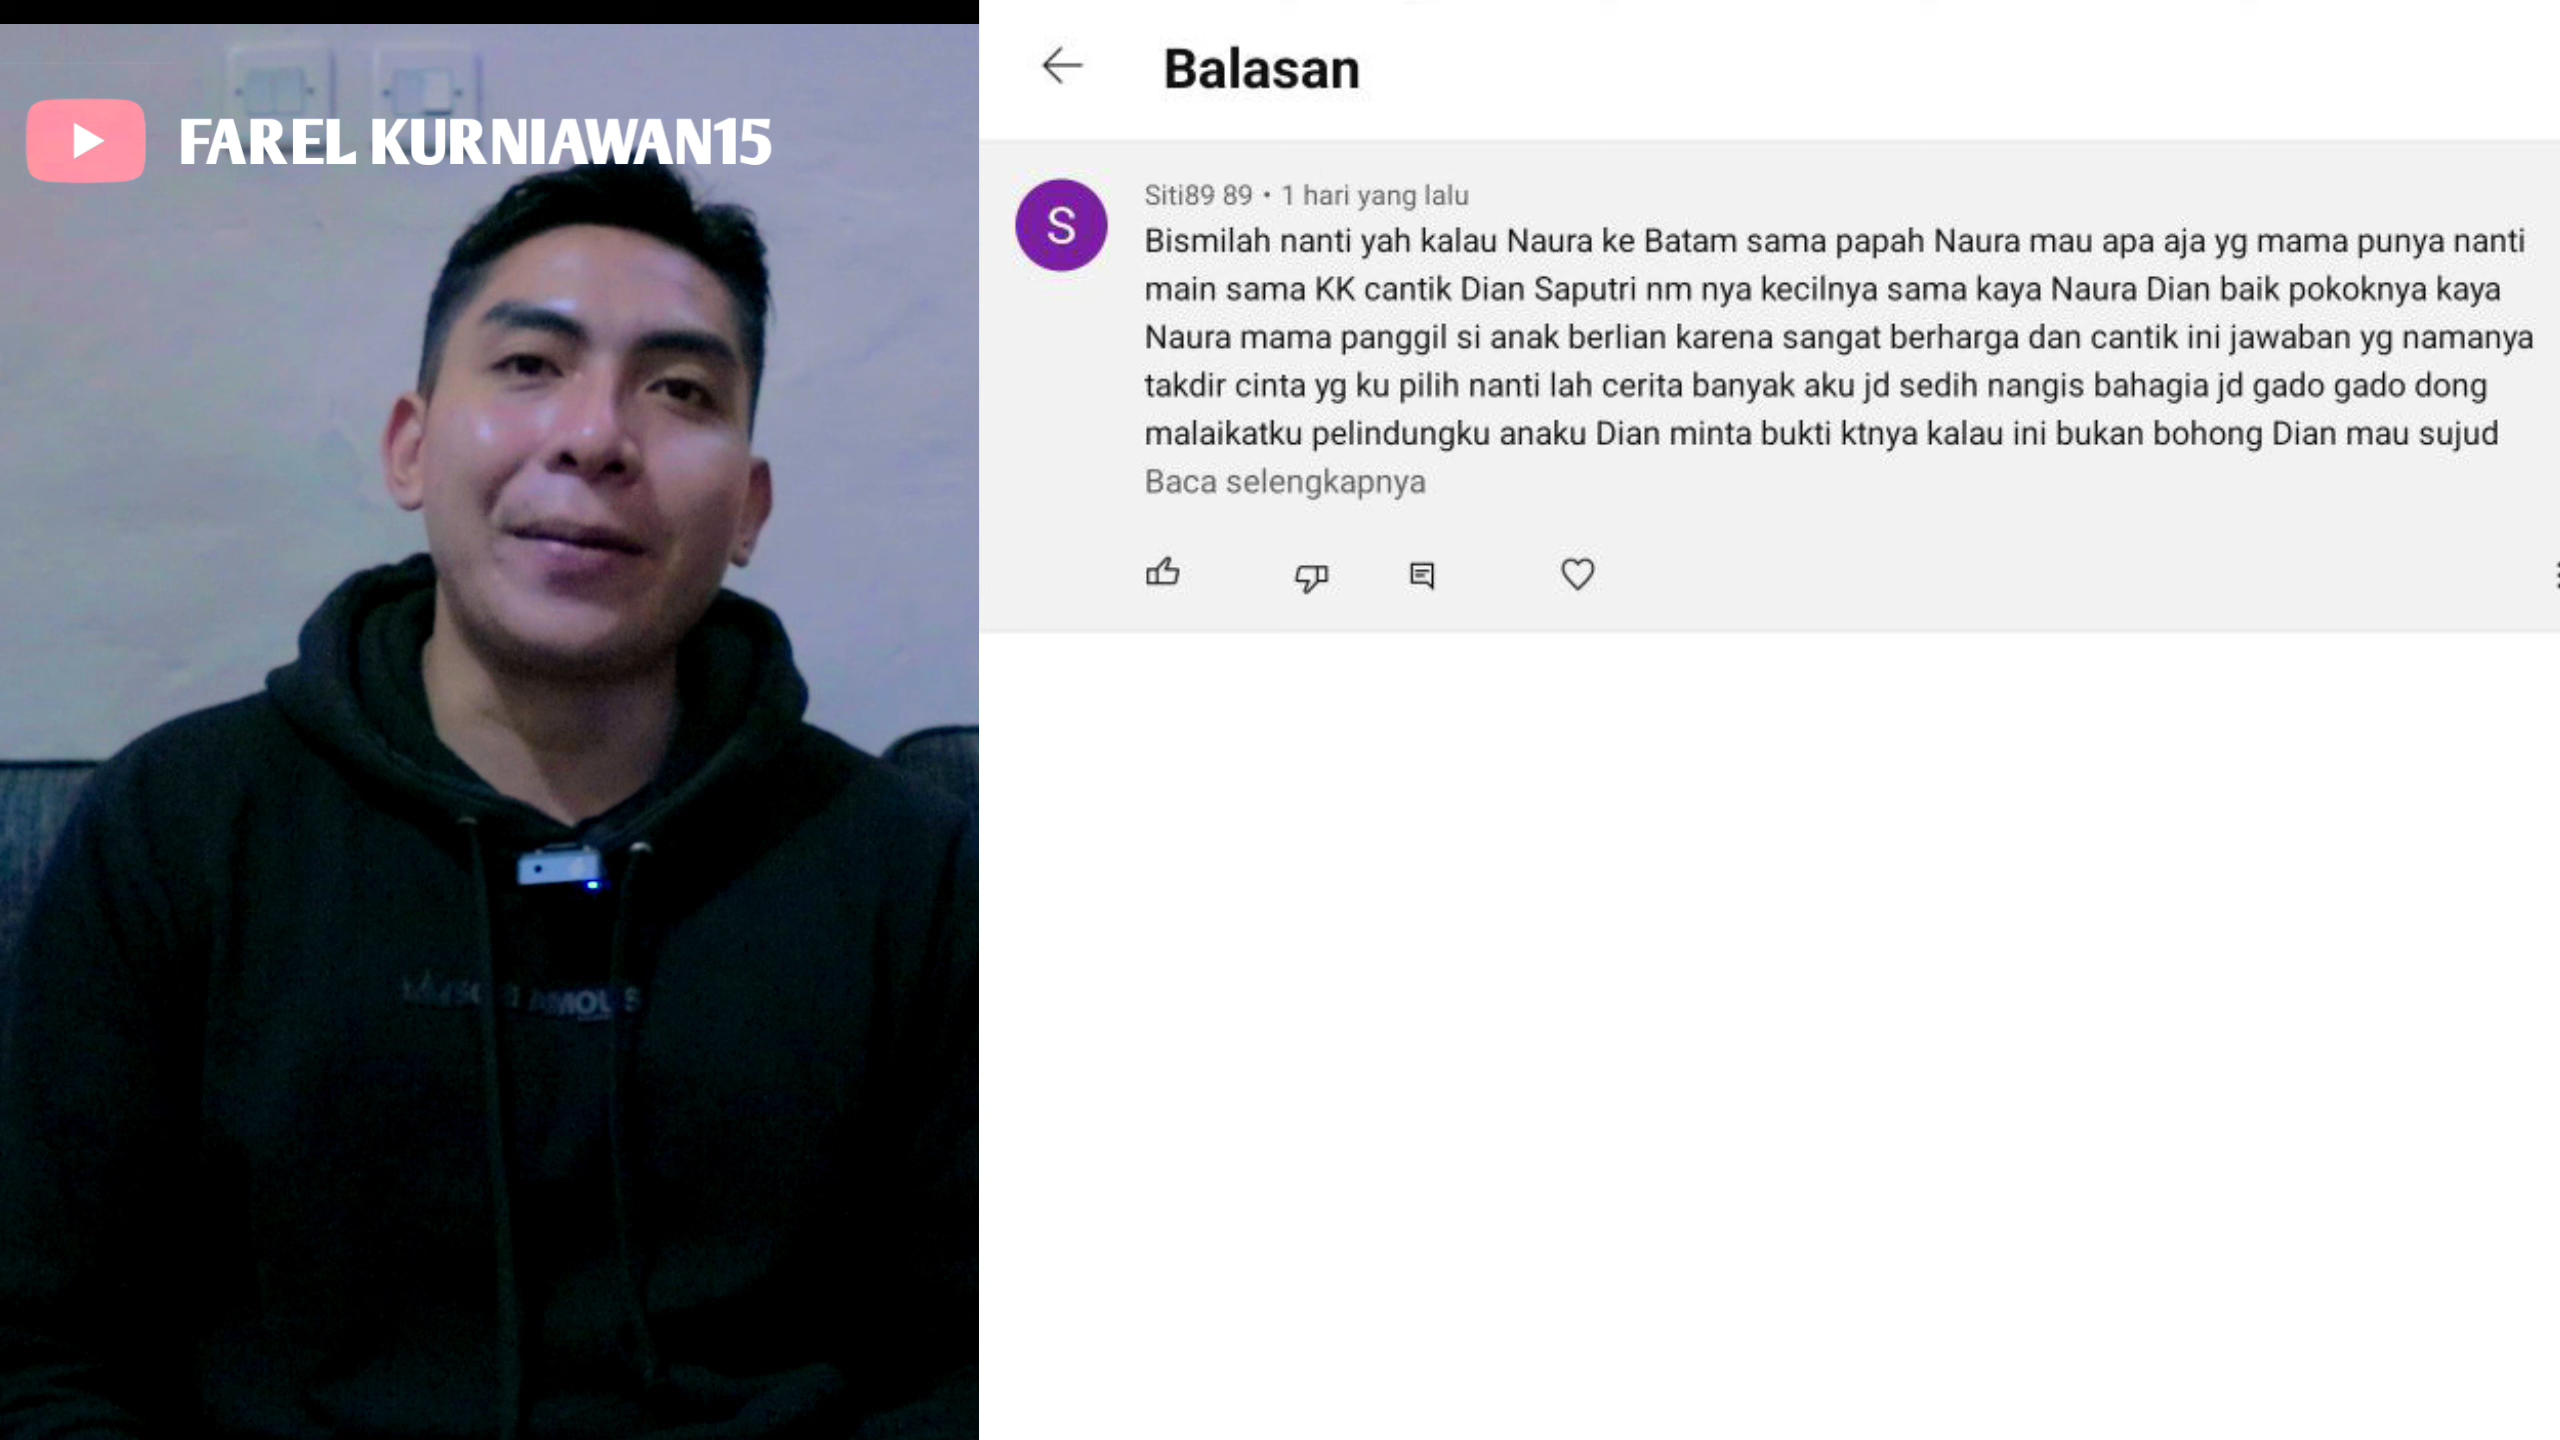 FAREL KURNIAWAN15
Balasan
Siti89 89 • 1 hari yang lalu
S
Bismilah nanti yah kalau Naura ke Batam sama papah Naura mau apa aja yg mama punya nanti
main sama KK cantik Dian Saputri nm nya kecilnya sama kaya Naura Dian baik pokoknya kaya
Naura mama panggil si anak berlian karena sangat berharga dan cantik ini jawaban yg namanya
takdir cinta yg ku pilih nanti lah cerita banyak aku jd sedih nangis bahagia jd gado gado dong
malaikatku pelindungku anaku Dian minta bukti ktnya kalau ini bukan bohong Dian mau sujud
Baca selengkapnya